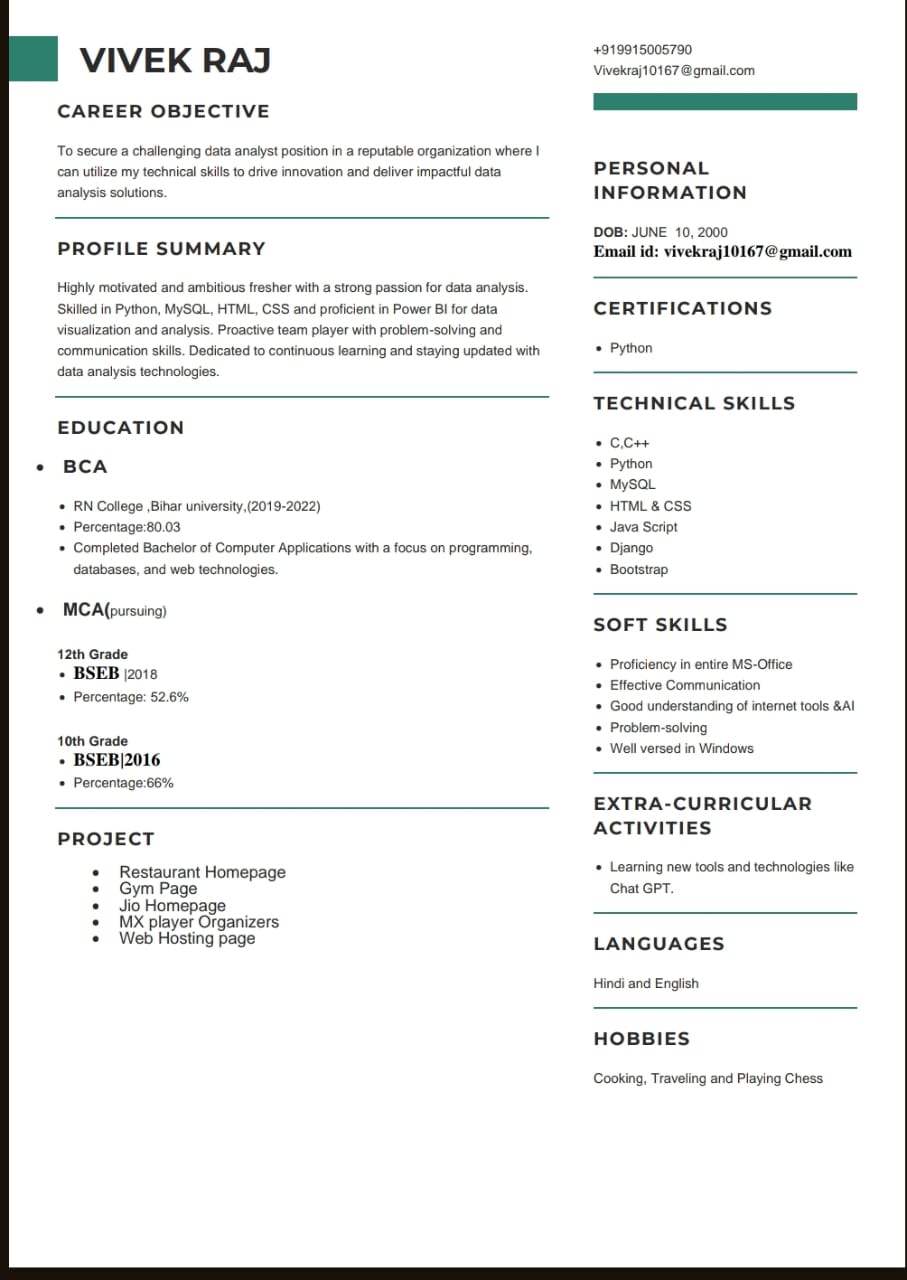 VIVEK RAJ
CAREER OBJECTIVE
To secure a challenging data analyst position in a reputable organization where I
can utilize my technical skills to drive innovation and deliver impactful data
analysis solutions.
PROFILE SUMMARY
Highly motivated and ambitious fresher with a strong passion for data analysis.
Skilled in Python, MySQL, HTML, CSS and proficient in Power BI for data
visualization and analysis. Proactive team player with problem-solving and
communication skills. Dedicated to continuous learning and staying updated with
data analysis technologies.
EDUCATION
• BCA
• RN College ,Bihar university,(2019-2022)
• Percentage:80.03
• Completed Bachelor of Computer Applications with a focus on programming,
databases, and web technologies.
• MCA(pursuing)
12th Grade
• BSEB |2018
• Percentage: 52.6%
10th Grade
• BSEB|2016
• Percentage:66%
PROJECT
• Restaurant Homepage
• Gym Page
• Jio Homepage
• MX player Organizers
• Web Hosting page
+919915005790
Vivekraj10167@gmail.com
PERSONAL
INFORMATION
DOB: JUNE  10, 2000
Email id: vivekraj10167@gmail.com
CERTIFICATIONS
• Python
TECHNICAL SKILLS
• C,C++
• Python
• MySQL
• HTML & CSS
• Java Script
• Django
• Bootstrap
SOFT SKILLS
• Proficiency in entire MS-Office
• Effective Communication
• Good understanding of internet tools &AI
• Problem-solving
• Well versed in Windows
EXTRA-CURRICULAR
ACTIVITIES
• Learning new tools and technologies like
Chat GPT.
LANGUAGES
Hindi and English
HOBBIES
Cooking, Traveling and Playing Chess